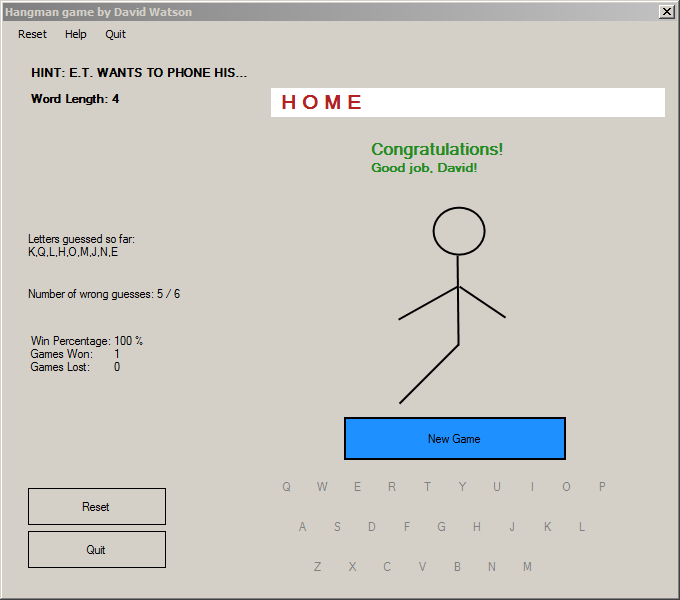 Hangman game by David Watson
Reset Help Quit
HINT: E.T. WANTS TO PHONE HIS...
Word Length: 4
H O M E
Congratulations!
Good job, David!
Letters guessed so far:
K,Q,L,H,O,M,J,N,E
Number of wrong guesses: 5 / 6
Win Percentage: 100 %
Games Won: 1
Games Lost: 0
New Game
Q W E R T Y U I O P
A S D F G H J K L
Z X C V B N M
Reset
Quit